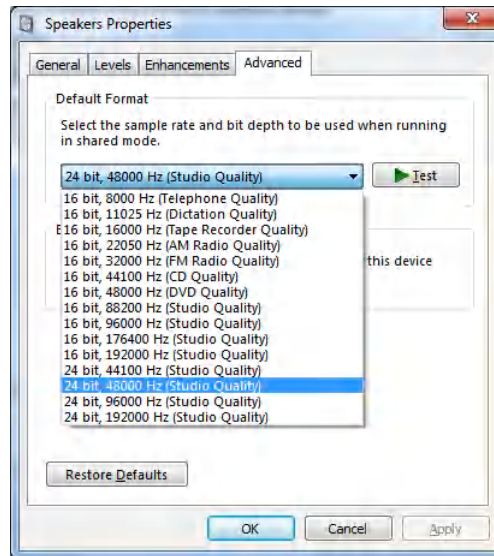 Speakers Properties
General
Levels
Enhancements
Advanced
Default Format
Select the sample rate and bit depth to be used when running
in shared mode.
24 bit, 48000 Hz (Studio Quality)
Test
16 bit, 8000 Hz (Telephone Quality)
16 bit, 11025 Hz (Dictation Quality)
16 bit, 16000 Hz (Tape Recorder Quality)
16 bit, 22050 Hz (AM Radio Quality)
16 bit, 32000 Hz (FM Radio Quality)
this device
16 bit, 44100 Hz (CD Quality)
16 bit, 48000 Hz (DVD Quality)
16 bit, 88200 Hz (Studio Quality)
16 bit, 96000 Hz (Studio Quality)
16 bit, 176400 Hz (Studio Quality)
16 bit, 192000 Hz (Studio Quality)
24 bit, 44100 Hz (Studio Quality)
24 bit, 48000 Hz (Studio Quality)
24 bit, 96000 Hz (Studio Quality)
24 bit, 192000 Hz (Studio Quality)
Restore Defaults
OK
Cancel
Apply